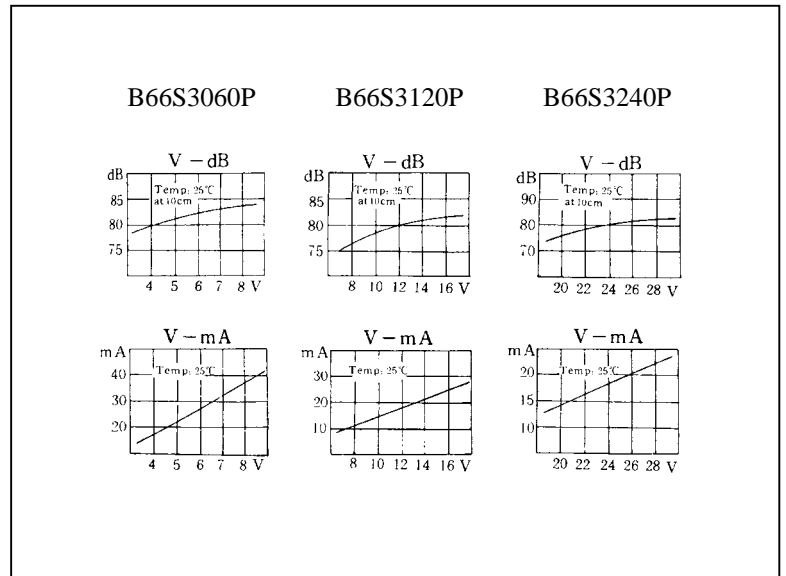 B66S3060P B66S3120P B66S3240P
V – dB
dB
Temp: 25℃
at 10cm
85
80
75
4 5 6 7 8 V
V – dB
dB
Temp: 25℃
at 10cm
85
80
75
8 10 12 14 16 V
V – dB
dB
Temp: 25℃
at 10cm
90
80
70
20 22 24 26 28 V
V – mA
mA
Temp: 25℃
40
30
20
4 5 6 7 8 V
V – mA
mA
Temp: 25℃
30
20
10
8 10 12 14 16 V
V – mA
mA
Temp: 25℃
20
15
10
20 22 24 26 28 V